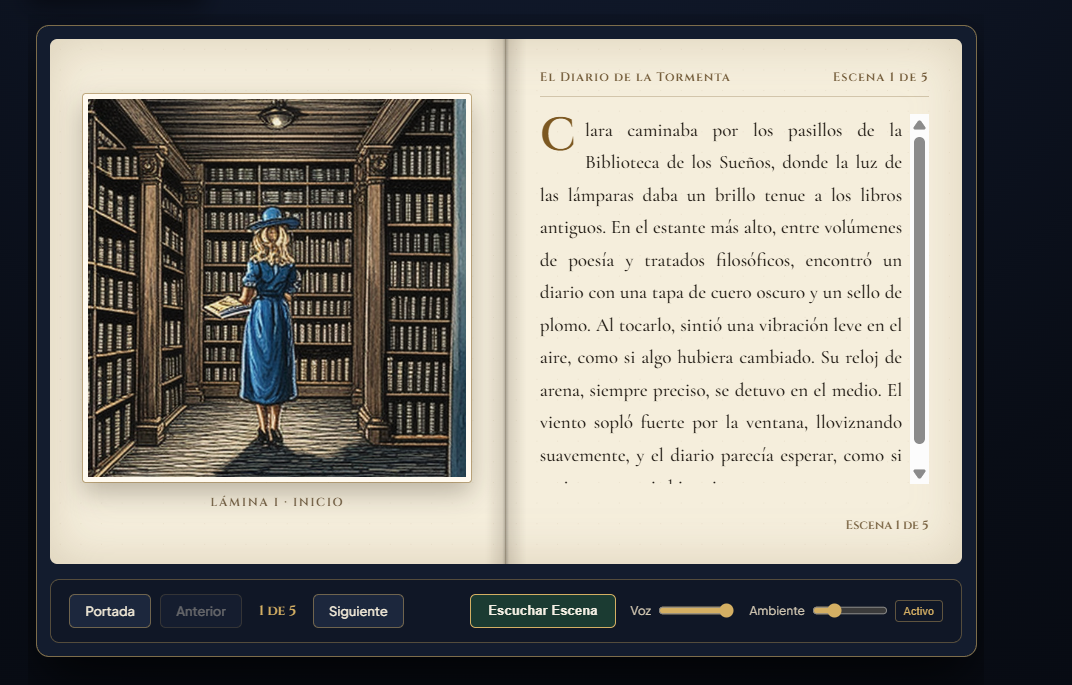 El Diario de la Tormenta
Escena 1 de 5
Clara caminaba por los pasillos de la
Biblioteca de los Sueños, donde la luz de
las lámparas daba un brillo tenue a los libros
antiguos. En el estante más alto, entre volúmenes
de poesía y tratados filosóficos, encontró un
diario con una tapa de cuero oscuro y un sello de
plomo. Al tocarlo, sintió una vibración leve en el
aire, como si algo hubiera cambiado. Su reloj de
arena, siempre preciso, se detuvo en el medio. El
viento sopló fuerte por la ventana, lloviznando
suavemente, y el diario parecía esperar, como si
LÁMINA 1 · INICIO
Escena 1 de 5
Portada
Anterior
1 de 5
Siguiente
Escuchar Escena
Voz
Ambiente
Activo